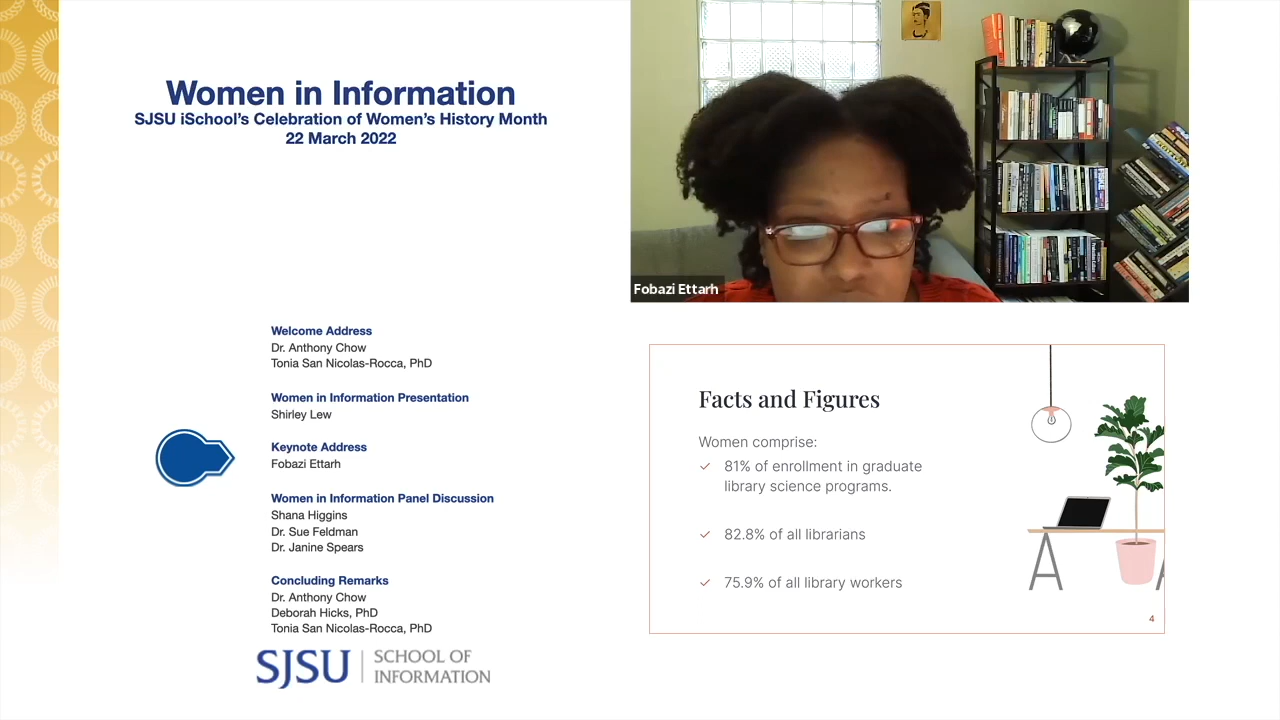 Women in Information
SJSU iSchool's Celebration of Women's History Month
22 March 2022
Fobazi Ettarh
Welcome Address
Dr. Anthony Chow
Tonia San Nicolas-Rocca, PhD
Women in Information Presentation
Shirley Lew
Keynote Address
Fobazi Ettarh
Women in Information Panel Discussion
Shana Higgins
Dr. Sue Feldman
Dr. Janine Spears
Concluding Remarks
Dr. Anthony Chow
Deborah Hicks, PhD
Tonia San Nicolas-Rocca, PhD
SJSU SCHOOL OF
INFORMATION
Facts and Figures
Women comprise:
81% of enrollment in graduate
library science programs.
82.8% of all librarians
75.9% of all library workers
4